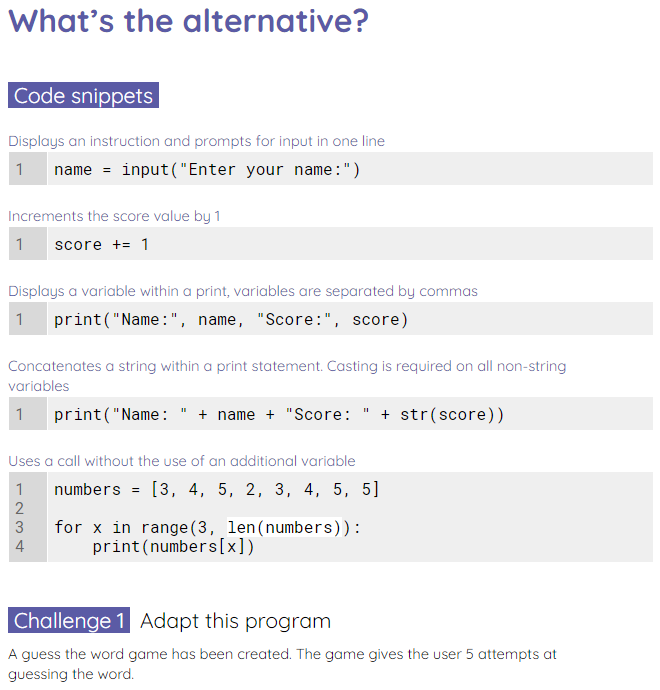 What's the alternative?
Code snippets
Displays an instruction and prompts for input in one line
1 name = input("Enter your name:")
Increments the score value by 1
1 score += 1
Displays a variable within a print, variables are separated by commas
1 print("Name:", name, "Score:", score)
Concatenates a string within a print statement. Casting is required on all non-string
variables
1 print("Name: " + name + "Score: " + str(score))
Uses a call without the use of an additional variable
1 numbers = [3, 4, 5, 2, 3, 4, 5, 5]
2
3 for x in range(3, len(numbers)):
4     print(numbers[x])
Challenge 1 Adapt this program
A guess the word game has been created. The game gives the user 5 attempts at
guessing the word.